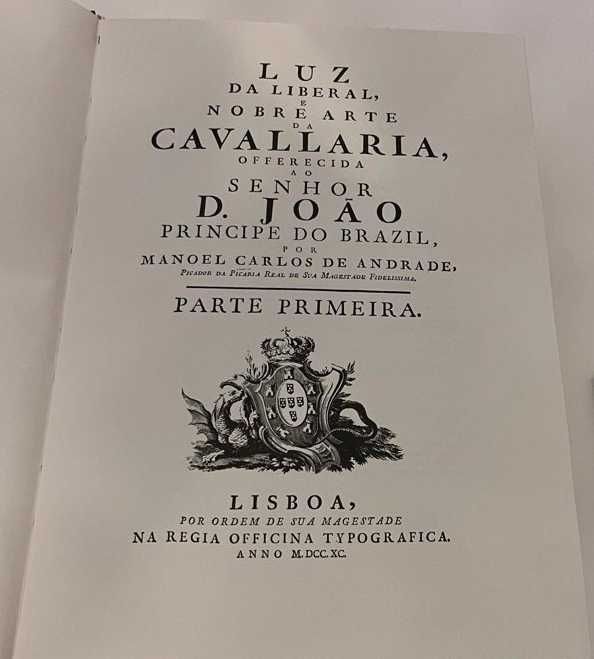 LUZ
DA LIBERAL,
E
NOBRE ARTE
DA
CAVALLARIA,
OFFERECIDA
AO
SENHOR
D. JOÃO
PRINCIPE DO BRAZIL,
POR
MANOEL CARLOS DE ANDRADE,
PICADOR DA PICARIA REAL DE SUA MAGESTADE FIDELISSIMA.
PARTE PRIMEIRA.
LISBOA,
POR ORDEM DE SUA MAGESTADE
NA REGIA OFFICINA TYPOGRAFICA.
ANNO M.DCC.XC.